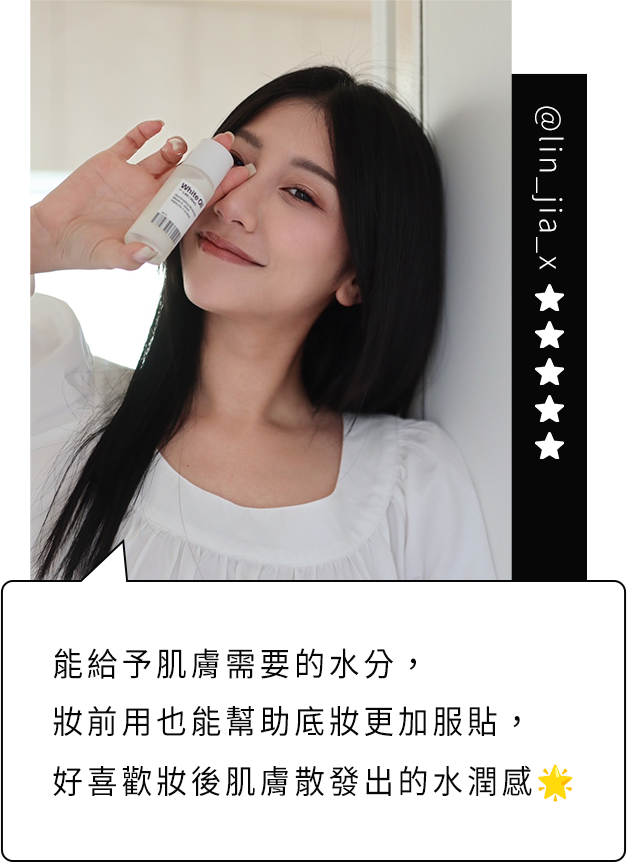 @lin_jia_x
White
能給予肌膚需要的水分，
妝前用也能幫助底妝更加服貼，
好喜歡妝後肌膚散發出的水潤感🌟